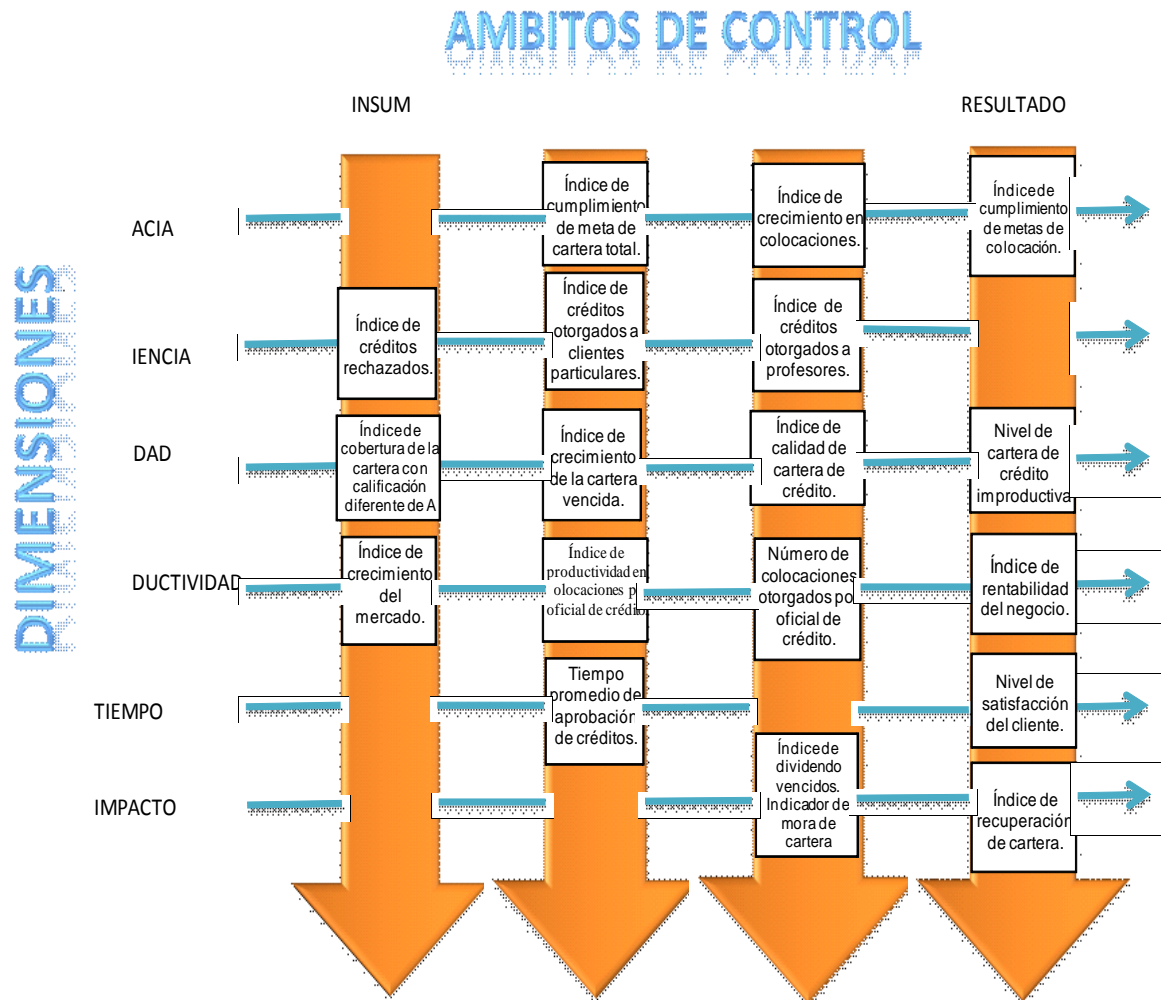 AMBITOS DE CONTROL
INSUM
RESULTADO
DIMENSIONES
ACIA
Índice de
cumplimiento
de meta de
cartera total.
Índice de
crecimiento en
colocaciones.
Índice de
cumplimiento
de metas de
colocación.
IENCIA
Índice de
créditos
rechazados.
Índice de
créditos
otorgados a
clientes
particulares.
Índice de
créditos
otorgados a
profesores.
DAD
Índice de
cobertura de la
cartera con
calificación
diferente de A
Índice de
crecimiento
de la cartera
vencida.
Índice de
calidad de
cartera de
crédito.
Nivel de
cartera de
crédito
improductiva
DUCTIVIDAD
Índice de
crecimiento
del
mercado.
Índice de
productividad en
olocaciones p
oficial de crédito
Número de
colocaciones
otorgados po
oficial de
crédito.
Índice de
rentabilidad
del negocio.
TIEMPO
Tiempo
promedio de
aprobación
de créditos.
Nivel de
satisfacción
del cliente.
IMPACTO
Índice de
dividendo
vencidos.
Indicador de
mora de
cartera
Índice de
recuperación
de cartera.